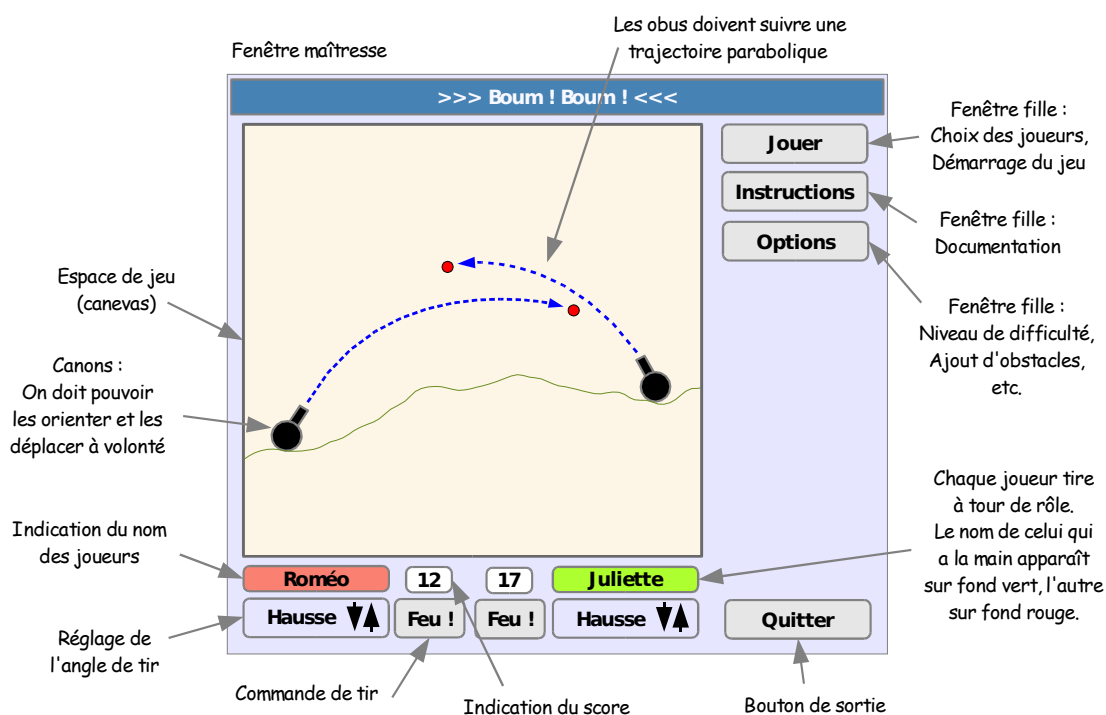 Les obus doivent suivre une
trajectoire parabolique
Fenêtre maîtresse
>>> Boum ! Boum ! <<<
Jouer
Instructions
Options
Fenêtre fille :
Choix des joueurs,
Démarrage du jeu
Fenêtre fille :
Documentation
Fenêtre fille :
Niveau de difficulté,
Ajout d'obstacles,
etc.
Espace de jeu
(canevas)
Canons :
On doit pouvoir
les orienter et les
déplacer à volonté
Chaque joueur tire
à tour de rôle.
Le nom de celui qui
a la main apparaît
sur fond vert, l'autre
sur fond rouge.
Indication du nom
des joueurs
Roméo
12
17
Juliette
Hausse
Feu !
Feu !
Hausse
Quitter
Réglage de
l'angle de tir
Commande de tir
Indication du score
Bouton de sortie